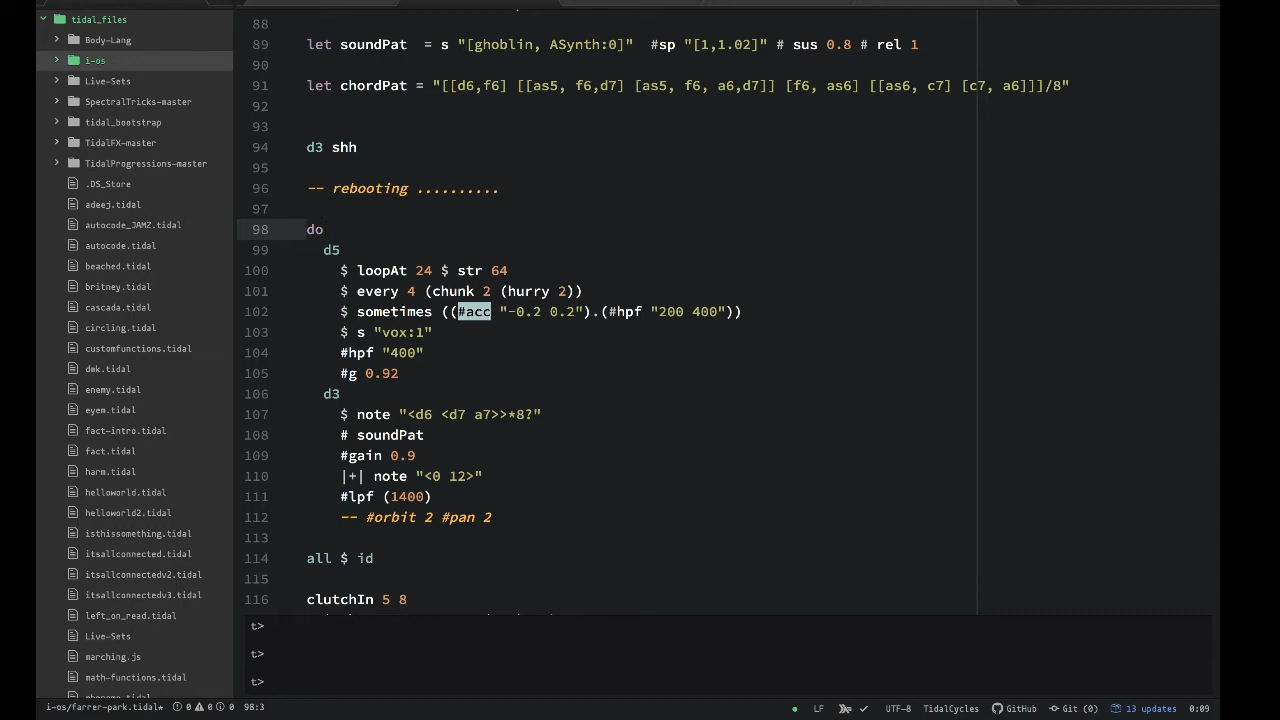 tidal_files
Body-Lang
i-os
Live-Sets
SpectralTricks-master
tidal_bootstrap
TidalFX-master
TidalProgressions-master
.DS_Store
adeej.tidal
autocode_JAMZ.tidal
autocode.tidal
beached.tidal
britney.tidal
cascada.tidal
circling.tidal
customfunctions.tidal
dmk.tidal
enemy.tidal
eyem.tidal
fact-intro.tidal
fact.tidal
harm.tidal
helloworld.tidal
helloworld2.tidal
isthissomething.tidal
itsallconnected.tidal
itsallconnectedv2.tidal
itsallconnectedv3.tidal
left_on_read.tidal
Live-Sets
marching.js
math-functions.tidal
88
89 let soundPat = s "[ghoblin, ASynth:0]" #sp "[1,1.02]" # sus 0.8 # rel 1
90
91 let chordPat = "[[d6,f6] [[as5, f6,d7] [as5, f6, a6,d7]] [f6, as6] [[as6, c7] [c7, a6]]]/8"
92
93
94 d3 shh
95
96 -- rebooting ..........
97
98 do
99 d5
100 $ loopAt 24 $ str 64
101 $ every 4 (chunk 2 (hurry 2))
102 $ sometimes ((#acc "-0.2 0.2").(#hpf "200 400"))
103 $ s "vox:1"
104 #hpf "400"
105 #g 0.92
106 d3
107 $ note "<d6 <d7 a7>>*8?"
108 # soundPat
109 #gain 0.9
110 |+| note "<0 12>"
111 #lpf (1400)
112 -- #orbit 2 #pan 2
113
114 all $ id
115
116 clutchIn 5 8
t>
t>
t>
i-os/farrer-park.tidal* 0 0 0 98:3 LF UTF-8 TidalCycles GitHub Git (0) 13 updates 0:09